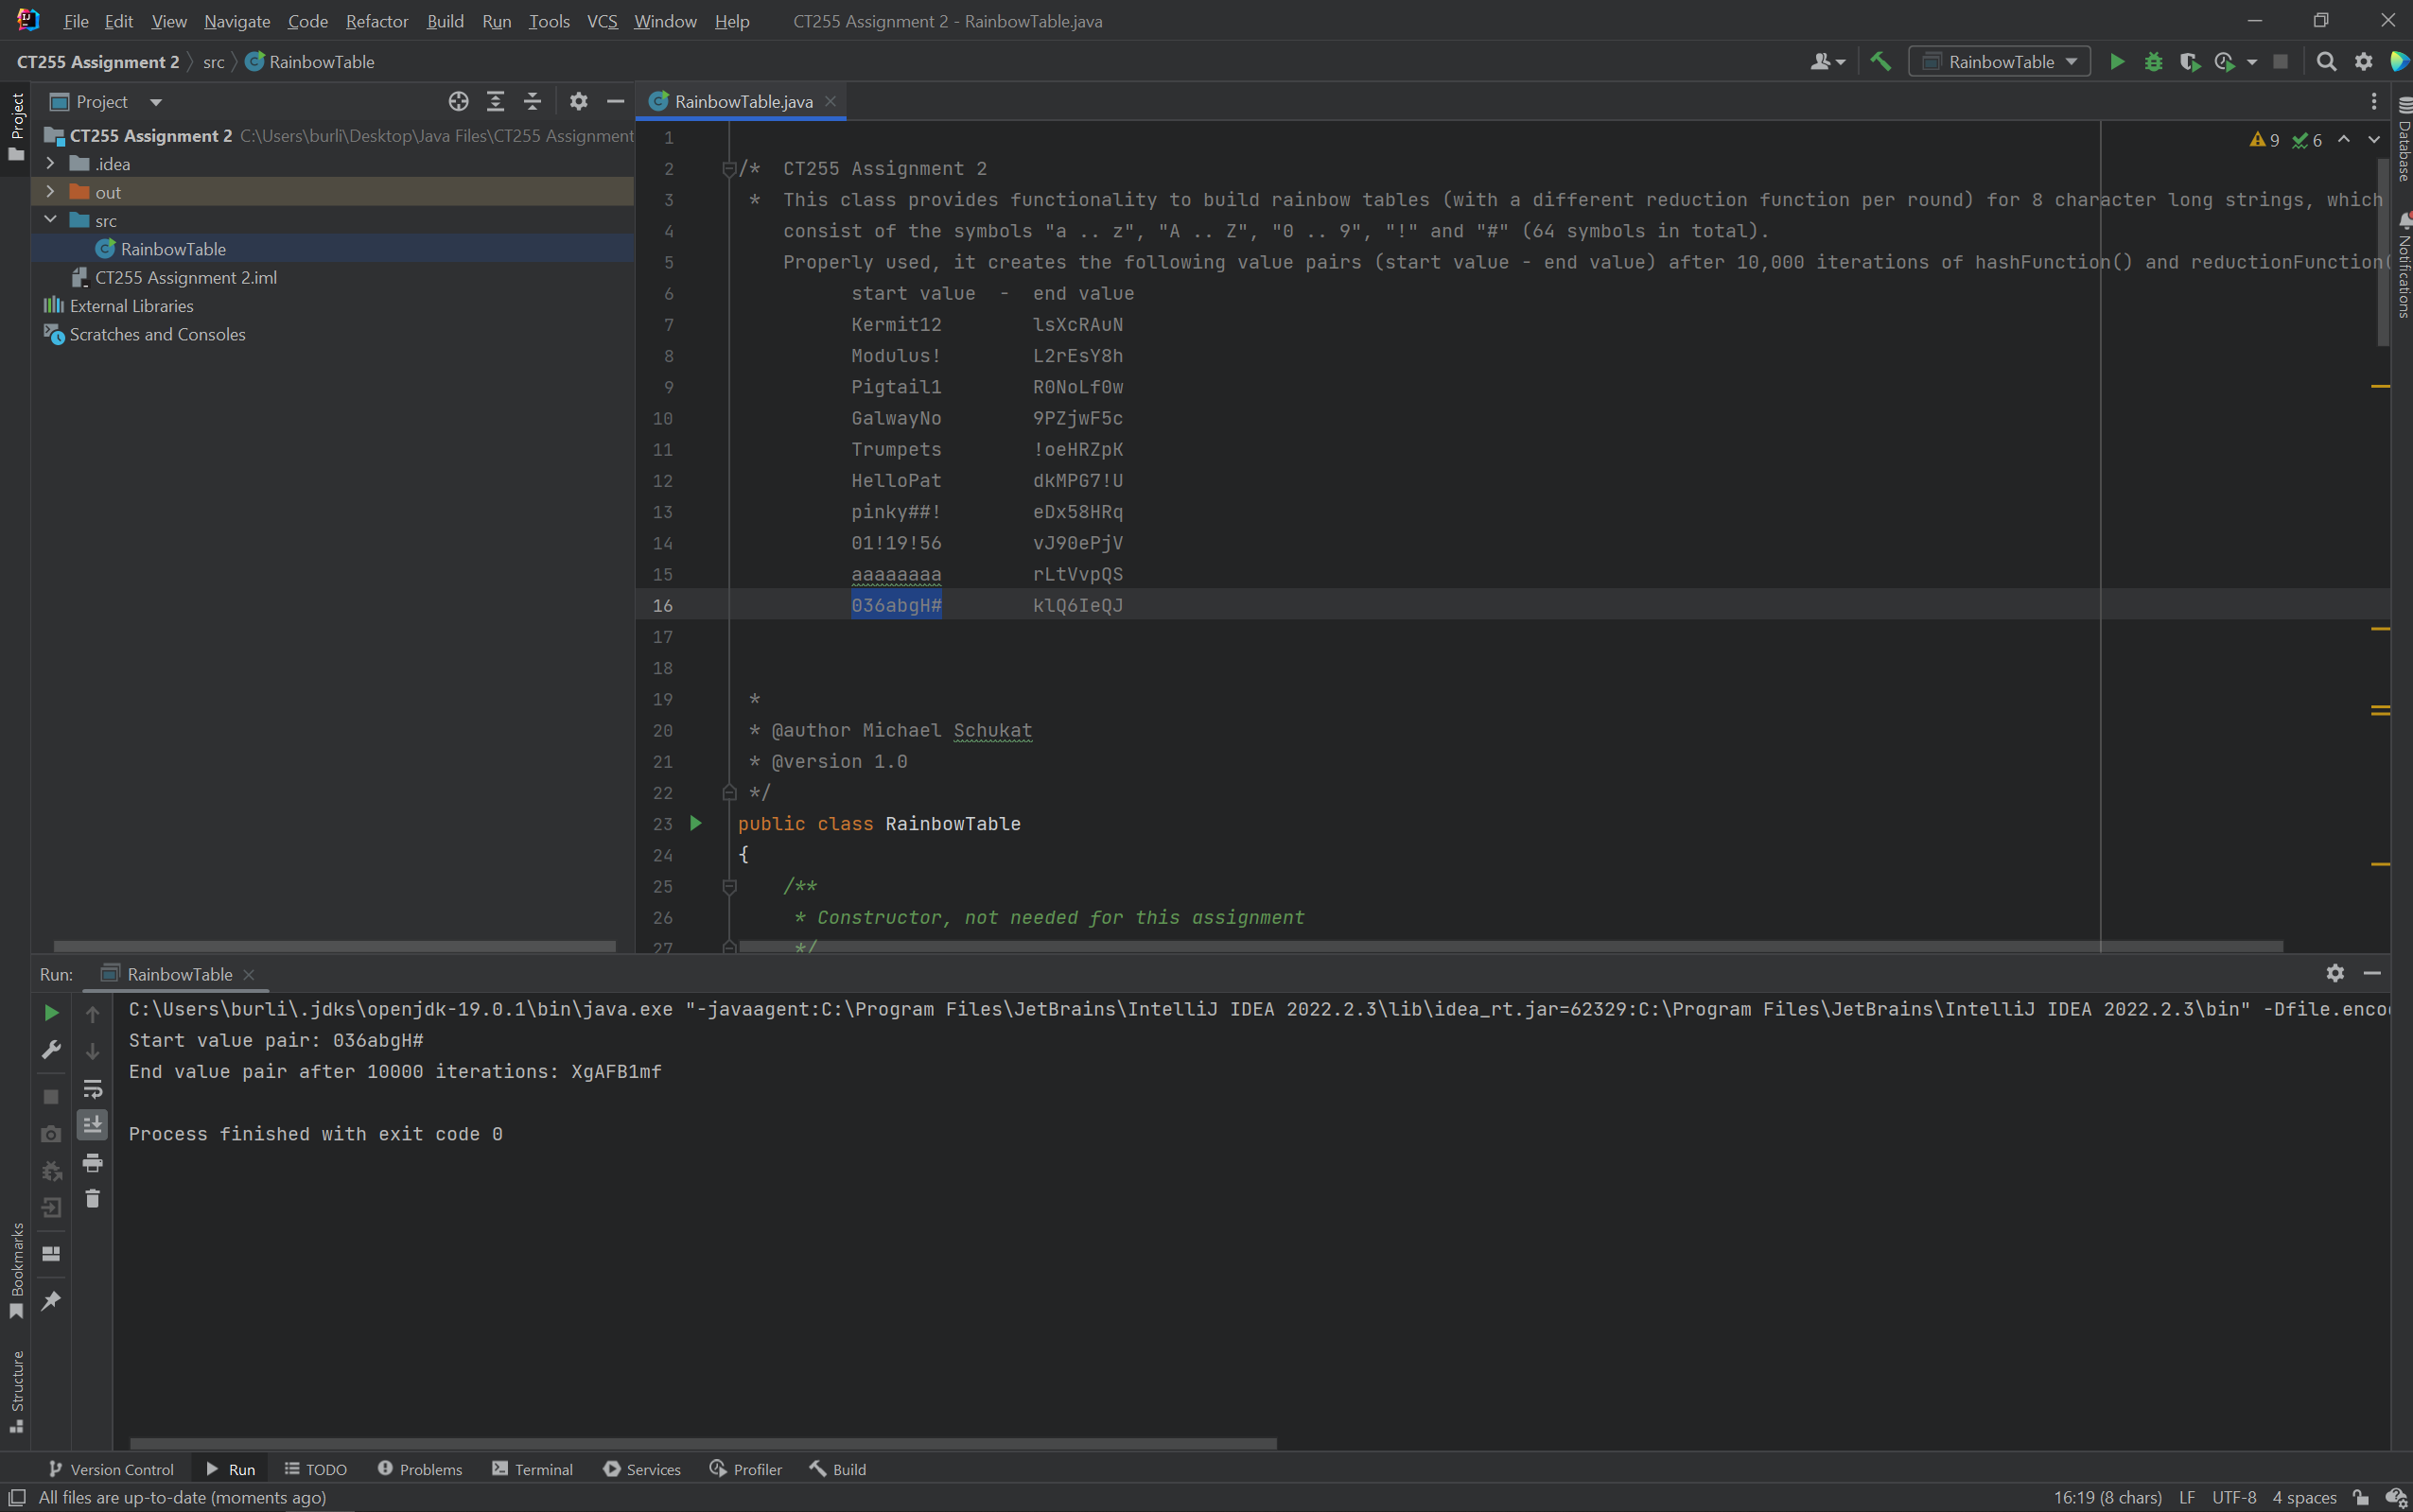 File Edit View Navigate Code Refactor Build Run Tools VCS Window Help CT255 Assignment 2 - RainbowTable.java
CT255 Assignment 2 src RainbowTable RainbowTable
Project
Project
RainbowTable.java
CT255 Assignment 2 C:\Users\burli\Desktop\Java Files\CT255 Assignment
.idea
out
src
RainbowTable
CT255 Assignment 2.iml
External Libraries
Scratches and Consoles
9 6
1
2 /* CT255 Assignment 2
3 * This class provides functionality to build rainbow tables (with a different reduction function per round) for 8 character long strings, which
4 consist of the symbols "a .. z", "A .. Z", "0 .. 9", "!" and "#" (64 symbols in total).
5 Properly used, it creates the following value pairs (start value - end value) after 10,000 iterations of hashFunction() and reductionFunction(
6 start value - end value
7 Kermit12 lsXcRAuN
8 Modulus! L2rEsY8h
9 Pigtail1 R0NoLf0w
10 GalwayNo 9PZjwF5c
11 Trumpets !oeHRZpK
12 HelloPat dkMPG7!U
13 pinky##! eDx58HRq
14 01!19!56 vJ90ePjV
15 aaaaaaaa rLtVvpQS
16 036abgH# klQ6IeQJ
17
18
19 *
20 * @author Michael Schukat
21 * @version 1.0
22 */
23 public class RainbowTable
24 {
25 /**
26 * Constructor, not needed for this assignment
27 */
Database
Notifications
Run: RainbowTable
C:\Users\burli\.jdks\openjdk-19.0.1\bin\java.exe "-javaagent:C:\Program Files\JetBrains\IntelliJ IDEA 2022.2.3\lib\idea_rt.jar=62329:C:\Program Files\JetBrains\IntelliJ IDEA 2022.2.3\bin" -Dfile.enco
Start value pair: 036abgH#
End value pair after 10000 iterations: XgAFB1mf
Process finished with exit code 0
Bookmarks
Structure
Version Control Run TODO Problems Terminal Services Profiler Build
All files are up-to-date (moments ago) 16:19 (8 chars) LF UTF-8 4 spaces